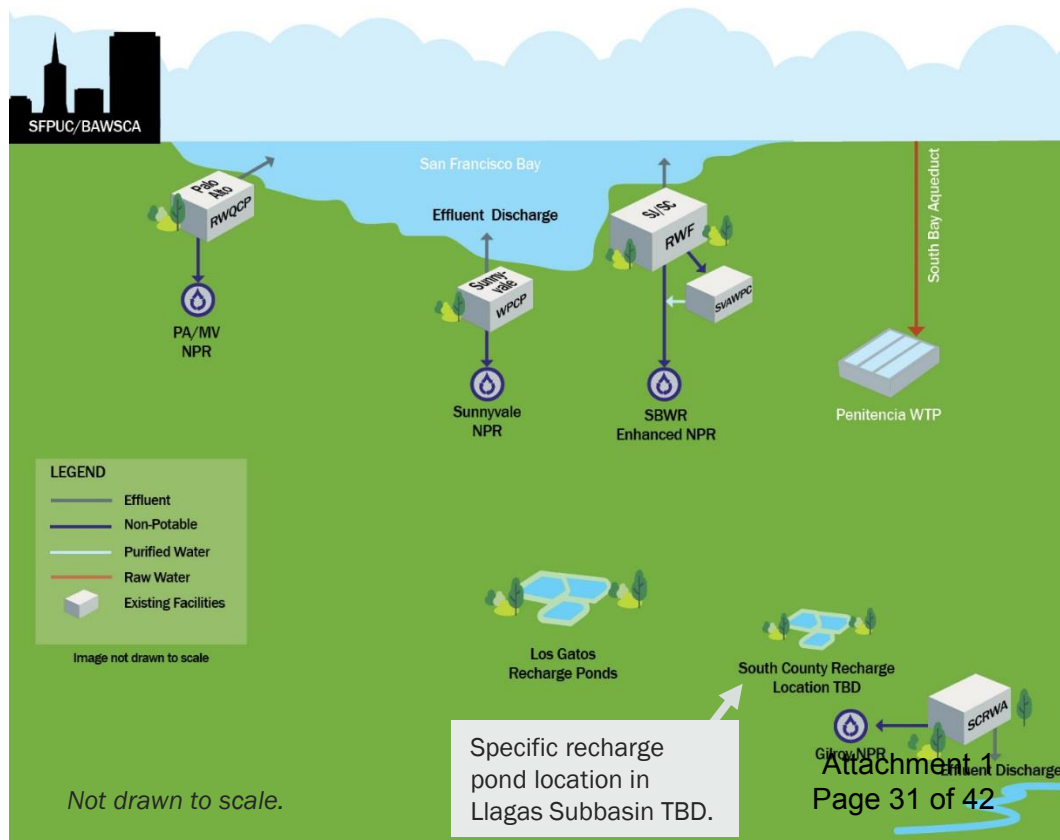 SFPUC/BAWSCA
San Francisco Bay
Palo
Alto
RWQCP
Effluent Discharge
SJ/SC
RWF
South Bay Aqueduct
Sunny-
vale
WPCP
SVAWPC
PA/MV
NPR
Sunnyvale
NPR
SBWR
Enhanced NPR
Penitencia WTP
LEGEND
Effluent
Non-Potable
Purified Water
Raw Water
Existing Facilities
Image not drawn to scale
Los Gatos
Recharge Ponds
South County Recharge
Location TBD
SCRWA
Gilroy NPR
Effluent Discharge
Specific recharge
pond location in
Llagas Subbasin TBD.
Not drawn to scale.
Attachment 1
Page 31 of 42